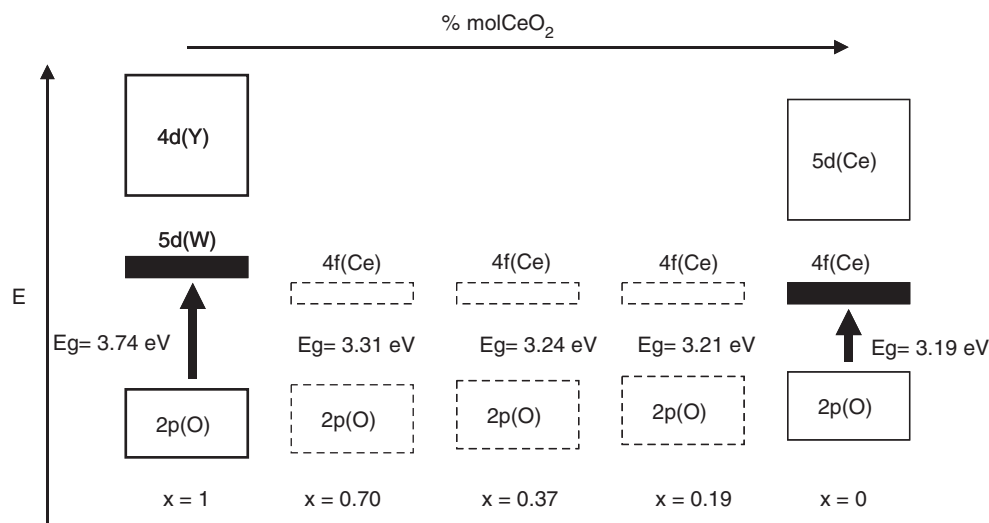 % molCeO2
4d(Y)
5d(Ce)
5d(W)
4f(Ce)
4f(Ce)
4f(Ce)
4f(Ce)
E
Eg= 3.74 eV
Eg= 3.31 eV
Eg= 3.24 eV
Eg= 3.21 eV
Eg= 3.19 eV
2p(O)
2p(O)
2p(O)
2p(O)
2p(O)
x = 1
x = 0.70
x = 0.37
x = 0.19
x = 0